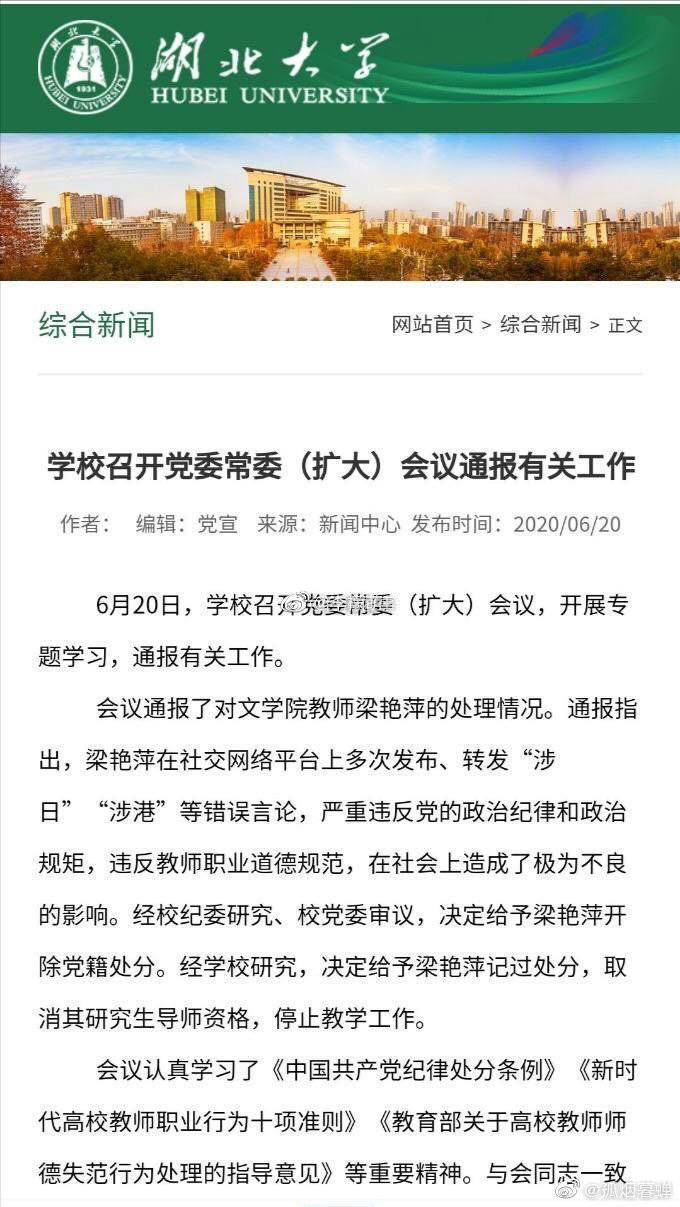 湖北大学
HUBEI UNIVERSITY
HUBEI UNIVERSITY
1931
综合新闻
网站首页 > 综合新闻 > 正文
学校召开党委常委（扩大）会议通报有关工作
作者： 编辑：党宣 来源：新闻中心 发布时间：2020/06/20
6月20日，学校召开党委常委（扩大）会议，开展专
题学习，通报有关工作。
会议通报了对文学院教师梁艳萍的处理情况。通报指
出，梁艳萍在社交网络平台上多次发布、转发“涉
日”“涉港”等错误言论，严重违反党的政治纪律和政治
规矩，违反教师职业道德规范，在社会上造成了极为不良
的影响。经校纪委研究、校党委审议，决定给予梁艳萍开
除党籍处分。经学校研究，决定给予梁艳萍记过处分，取
消其研究生导师资格，停止教学工作。
会议认真学习了《中国共产党纪律处分条例》《新时
代高校教师职业行为十项准则》《教育部关于高校教师师
德失范行为处理的指导意见》等重要精神。与会同志一致
@孤烟暮蝉